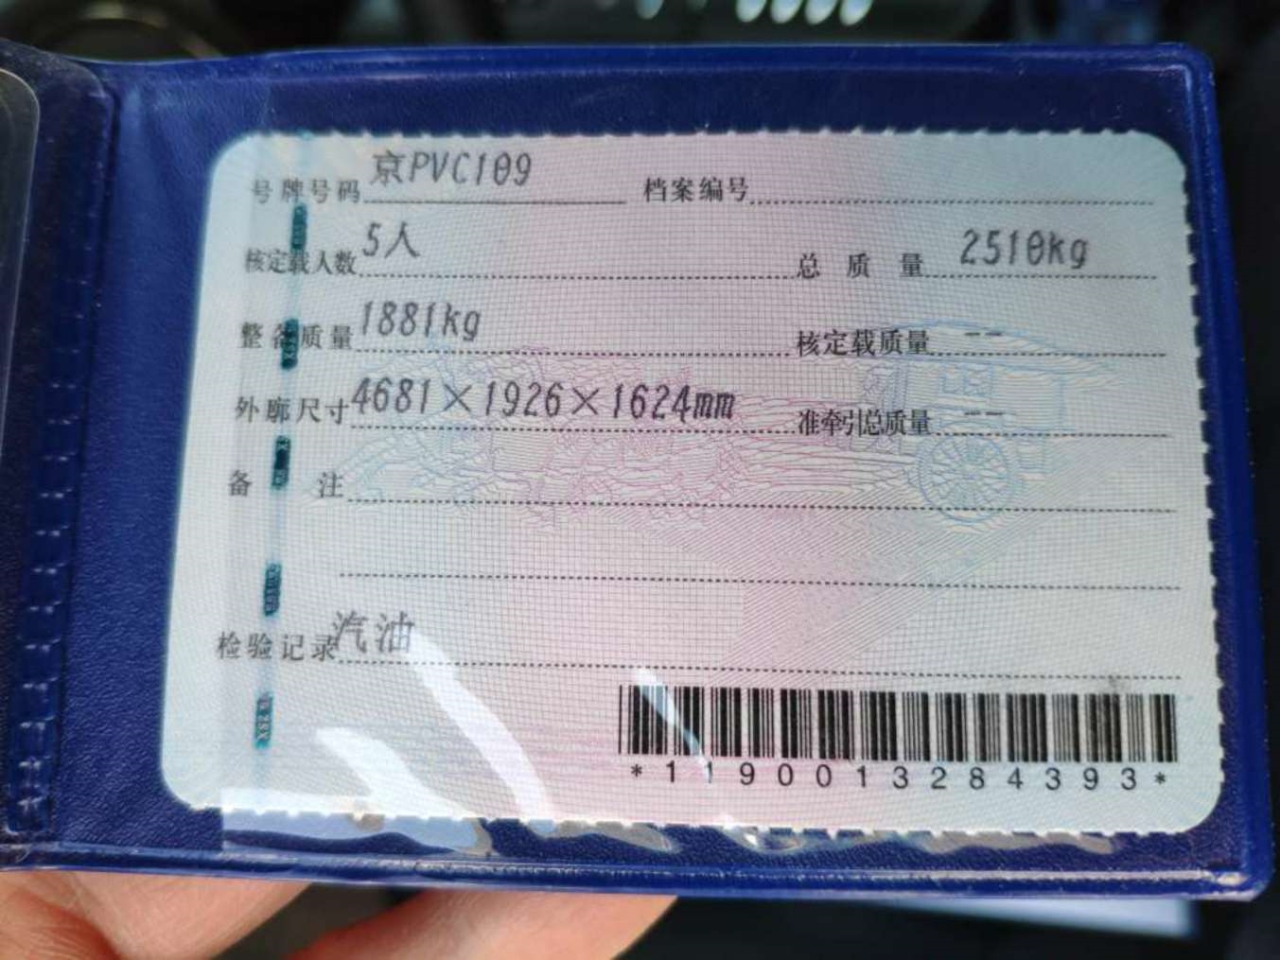 号牌号码 京PVC109 档案编号
核定载人数 5人 总质量 2510kg
整备质量 1881kg 核定载质量 --
外廓尺寸 4681×1926×1624mm 准牵引总质量 --
备注
检验记录 汽油
*1190013284393*